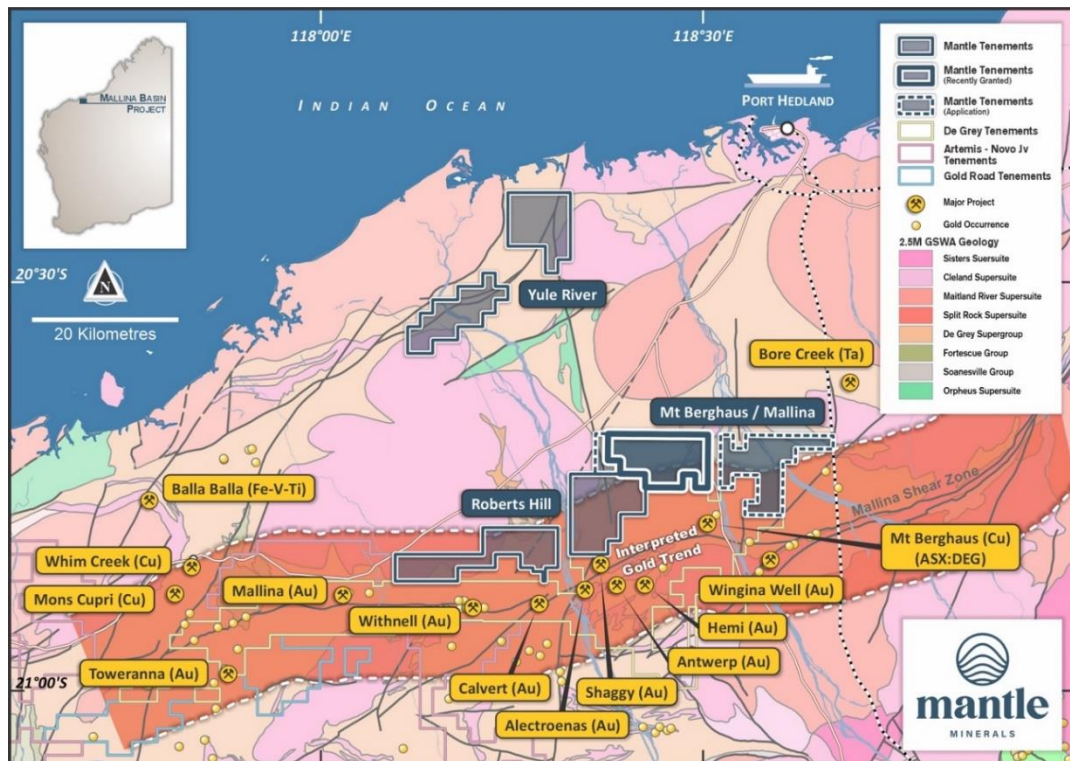 118°00'E
118°30'E
MALLINA BASIN
PROJECT
INDIAN OCEAN
PORT HEDLAND
Mantle Tenements
Mantle Tenements
(Recently Granted)
Mantle Tenements
(Application)
De Grey Tenements
Artemis - Novo Jv
Tenements
Gold Road Tenements
Major Project
Gold Occurrence
2.5M GSWA Geology
Sisters Suersuite
Cleland Supersuite
Maitland River Supersuite
Split Rock Supersuite
De Grey Supergroup
Fortescue Group
Soanesville Group
Orpheus Supersuite
20°30'S
N
20 Kilometres
Yule River
Bore Creek (Ta)
Mt Berghaus / Mallina
Balla Balla (Fe-V-Ti)
Roberts Hill
Mallina Shear Zone
Interpreted
Gold Trend
Mt Berghaus (Cu)
(ASX:DEG)
Whim Creek (Cu)
Mons Cupri (Cu)
Mallina (Au)
Withnell (Au)
Wingina Well (Au)
Hemi (Au)
Toweranna (Au)
21°00'S
Calvert (Au)
Shaggy (Au)
Antwerp (Au)
Alectroenas (Au)
mantle
MINERALS